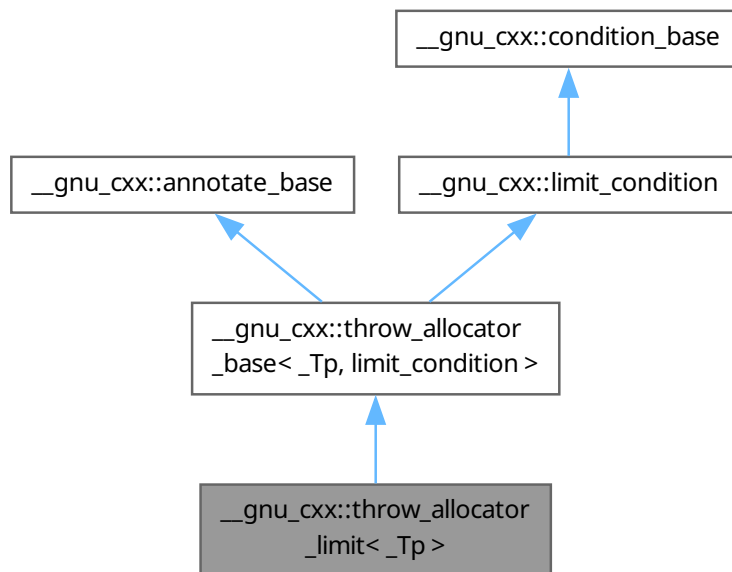 __gnu_cxx::condition_base
__gnu_cxx::annotate_base
__gnu_cxx::limit_condition
__gnu_cxx::throw_allocator
_base< _Tp, limit_condition >
__gnu_cxx::throw_allocator
_limit< _Tp >